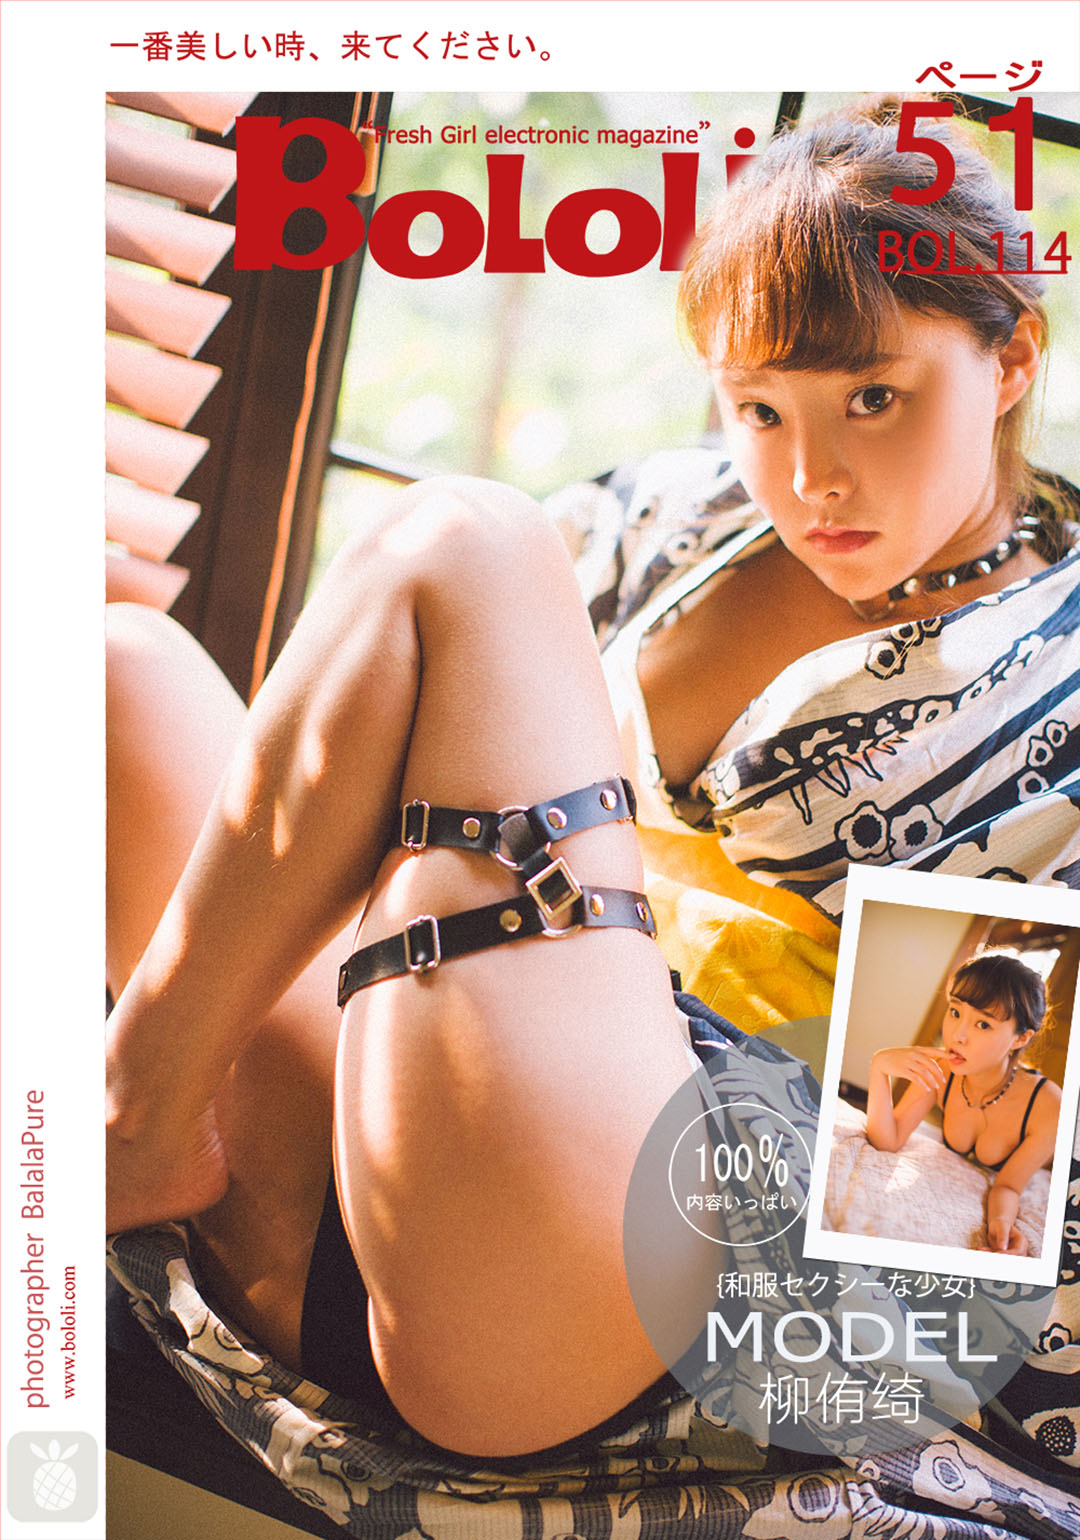 一番美しい時、来てください。
ページ
51
BOL.114
“Fresh Girl electronic magazine”
BoLoLi
100%
内容いっぱい
{和服セクシーな少女}
MODEL
柳侑绮
photographer BalalaPure
www.bololi.com